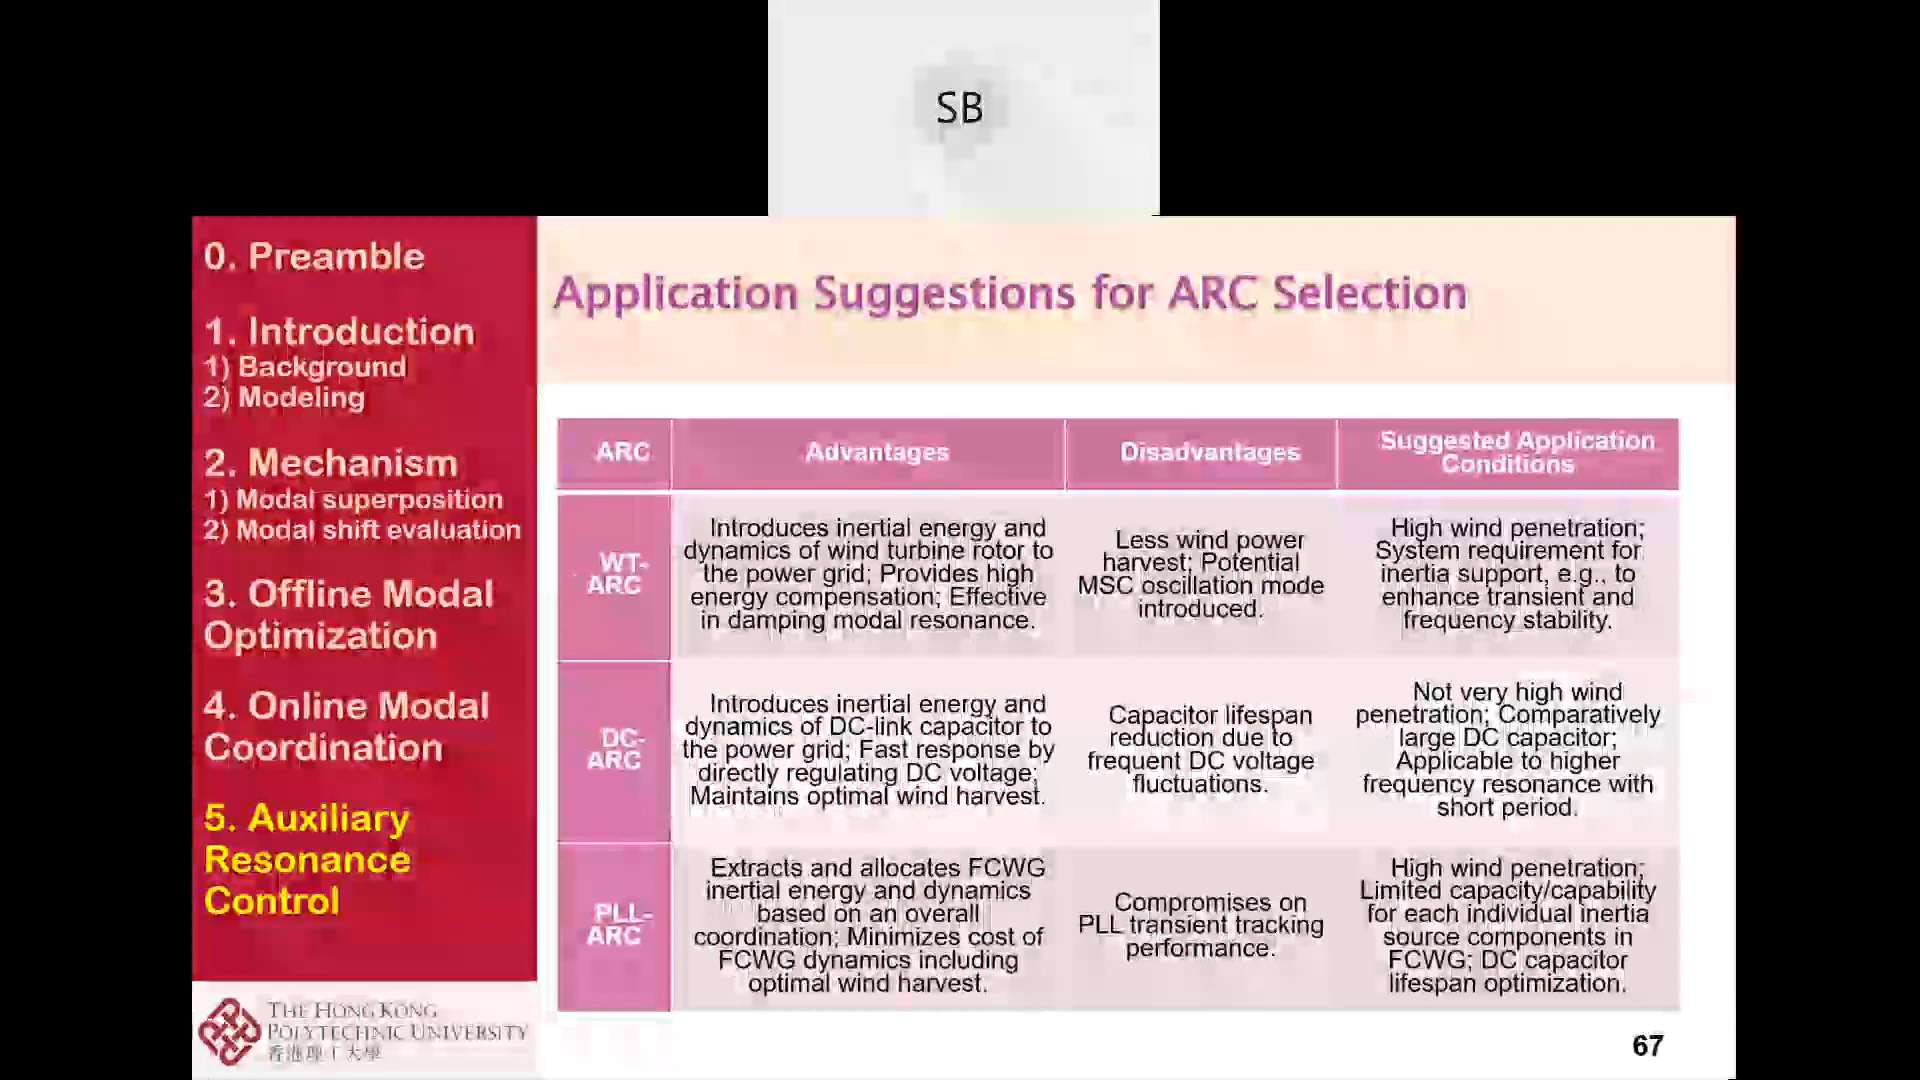 SB
0. Preamble
1. Introduction
1) Background
2) Modeling
2. Mechanism
1) Modal superposition
2) Modal shift evaluation
3. Offline Modal
Optimization
4. Online Modal
Coordination
5. Auxiliary
Resonance
Control
THE HONG KONG
POLYTECHNIC UNIVERSITY
香港理工大學
Application Suggestions for ARC Selection
ARC
Advantages
Disadvantages
Suggested Application
Conditions
WT-
ARC
Introduces inertial energy and
dynamics of wind turbine rotor to
the power grid; Provides high
energy compensation; Effective
in damping modal resonance.
Less wind power
harvest; Potential
MSC oscillation mode
introduced.
High wind penetration;
System requirement for
inertia support, e.g., to
enhance transient and
frequency stability.
DC-
ARC
Introduces inertial energy and
dynamics of DC-link capacitor to
the power grid; Fast response by
directly regulating DC voltage;
Maintains optimal wind harvest.
Capacitor lifespan
reduction due to
frequent DC voltage
fluctuations.
Not very high wind
penetration; Comparatively
large DC capacitor;
Applicable to higher
frequency resonance with
short period.
PLL-
ARC
Extracts and allocates FCWG
inertial energy and dynamics
based on an overall
coordination; Minimizes cost of
FCWG dynamics including
optimal wind harvest.
Compromises on
PLL transient tracking
performance.
High wind penetration;
Limited capacity/capability
for each individual inertia
source components in
FCWG; DC capacitor
lifespan optimization.
67